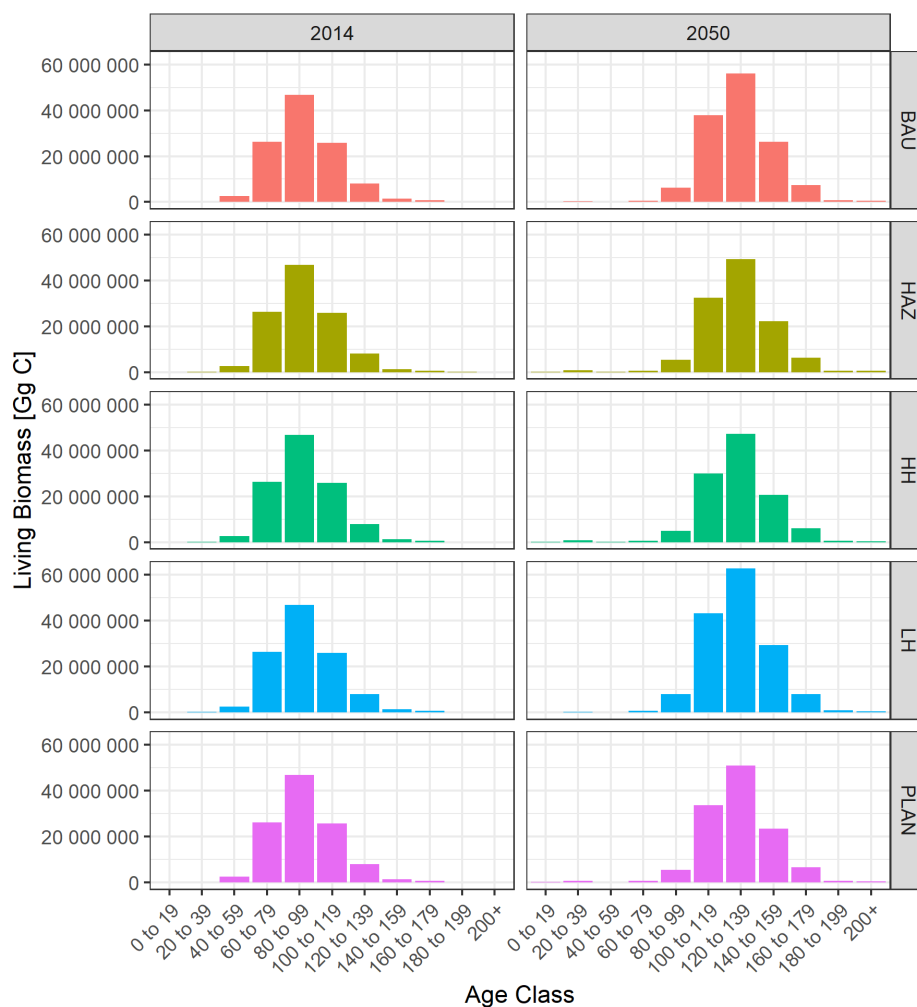 2014
2050
Living Biomass [Gg C]
60 000 000
40 000 000
20 000 000
0
BAU
60 000 000
40 000 000
20 000 000
0
HAZ
60 000 000
40 000 000
20 000 000
0
HH
60 000 000
40 000 000
20 000 000
0
LH
60 000 000
40 000 000
20 000 000
0
PLAN
0 to 19
20 to 39
40 to 59
60 to 79
80 to 99
100 to 119
120 to 139
140 to 159
160 to 179
180 to 199
200+
0 to 19
20 to 39
40 to 59
60 to 79
80 to 99
100 to 119
120 to 139
140 to 159
160 to 179
180 to 199
200+
Age Class